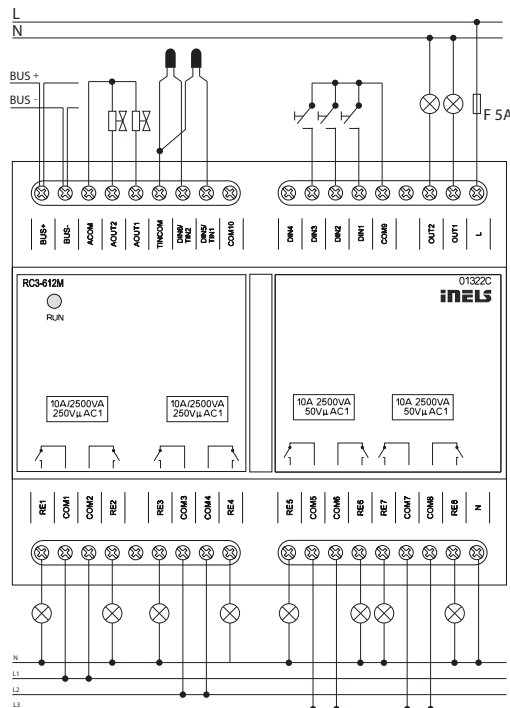 L
N
BUS +
BUS -
F 5A
BUS+ BUS- ACOM AOUT2 AOUT1 TINCOM DIN6/TIN2 DIN5/TIN1 COM10
DIN4 DIN3 DIN2 DIN1 COM9 OUT2 OUT1 L
RC3-612M
RUN
01322C
iNELS
10A/2500VA
250VµAC1
10A/2500VA
250VµAC1
10A 2500VA
50VµAC1
10A 2500VA
50VµAC1
RE1 COM1 COM2 RE2 RE3 COM3 COM4 RE4
RE5 COM5 COM6 RE6 RE7 COM7 COM8 RE8 N
N
L1
L2
L3